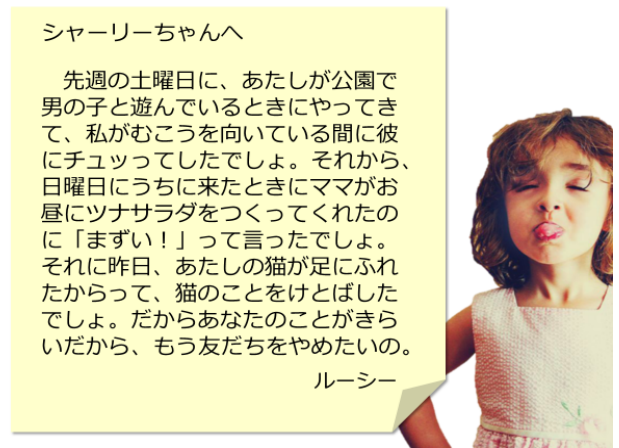 シャーリーちゃんへ
先週の土曜日に、あたしが公園で
男の子と遊んでいるときにやってき
て、私がむこうを向いている間に彼
にチュッってしたでしょ。それから、
日曜日にうちに来たときにママがお
昼にツナサラダをつくってくれたの
に「まずい！」って言ったでしょ。
それに昨日、あたしの猫が足にふれ
たからって、猫のことをけとばした
でしょ。だからあなたのことがきら
いだから、もう友だちをやめたいの。
ルーシー